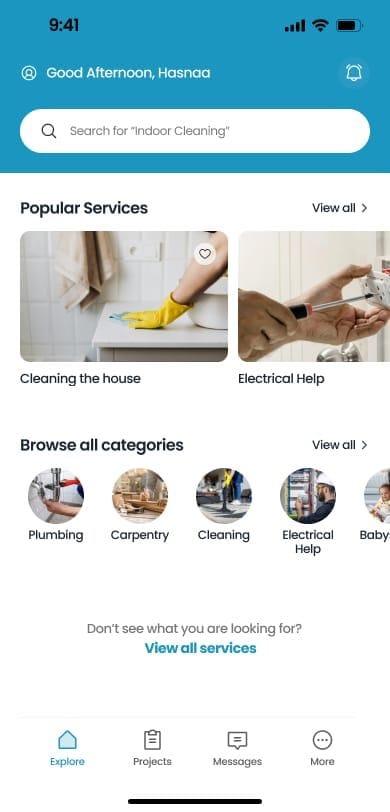 9:41
Good Afternoon, Hasnaa
Search for "Indoor Cleaning"
Popular Services
View all
Cleaning the house
Electrical Help
Browse all categories
View all
Plumbing
Carpentry
Cleaning
Electrical
Help
Baby
Don't see what you are looking for?
View all services
Explore
Projects
Messages
More